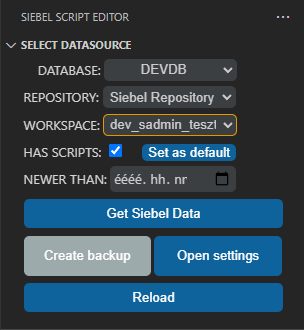 SIEBEL SCRIPT EDITOR ...
SELECT DATASOURCE
DATABASE: DEVDB
REPOSITORY: Siebel Repository
WORKSPACE: dev_sadmin_teszt
HAS SCRIPTS: Set as default
NEWER THAN: éééé. hh. nn
Get Siebel Data
Create backup Open settings
Reload